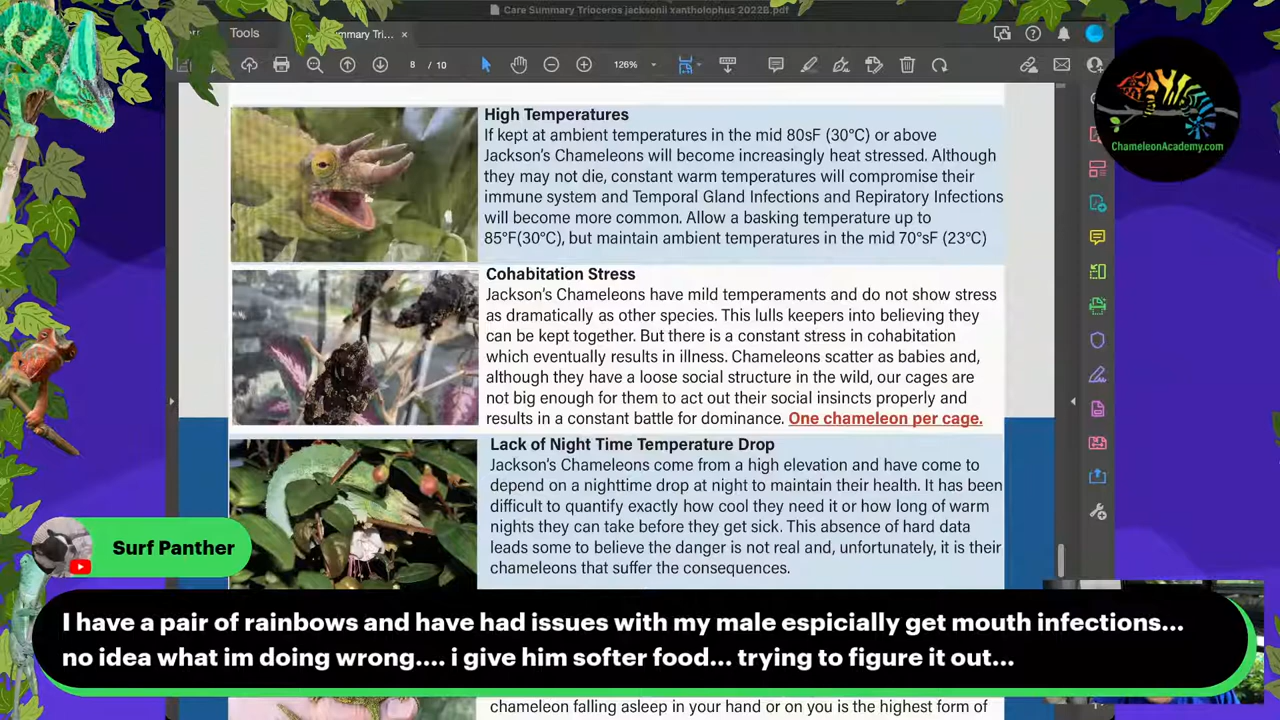 Care Summary Trioceros jacksonii xantholophus 2022B.pdf
Tools
ummary Tri... ×
8 / 10
126%
ChameleonAcademy.com
High Temperatures
If kept at ambient temperatures in the mid 80sF (30°C) or above
Jackson's Chameleons will become increasingly heat stressed. Although
they may not die, constant warm temperatures will compromise their
immune system and Temporal Gland Infections and Repiratory Infections
will become more common. Allow a basking temperature up to
85°F(30°C), but maintain ambient temperatures in the mid 70°sF (23°C)
Cohabitation Stress
Jackson's Chameleons have mild temperaments and do not show stress
as dramatically as other species. This lulls keepers into believing they
can be kept together. But there is a constant stress in cohabitation
which eventually results in illness. Chameleons scatter as babies and,
although they have a loose social structure in the wild, our cages are
not big enough for them to act out their social insincts properly and
results in a constant battle for dominance. One chameleon per cage.
Lack of Night Time Temperature Drop
Jackson's Chameleons come from a high elevation and have come to
depend on a nighttime drop at night to maintain their health. It has been
difficult to quantify exactly how cool they need it or how long of warm
nights they can take before they get sick. This absence of hard data
leads some to believe the danger is not real and, unfortunately, it is their
chameleons that suffer the consequences.
Surf Panther
I have a pair of rainbows and have had issues with my male espicially get mouth infections...
no idea what im doing wrong.... i give him softer food... trying to figure it out...
chameleon falling asleep in your hand or on you is the highest form of